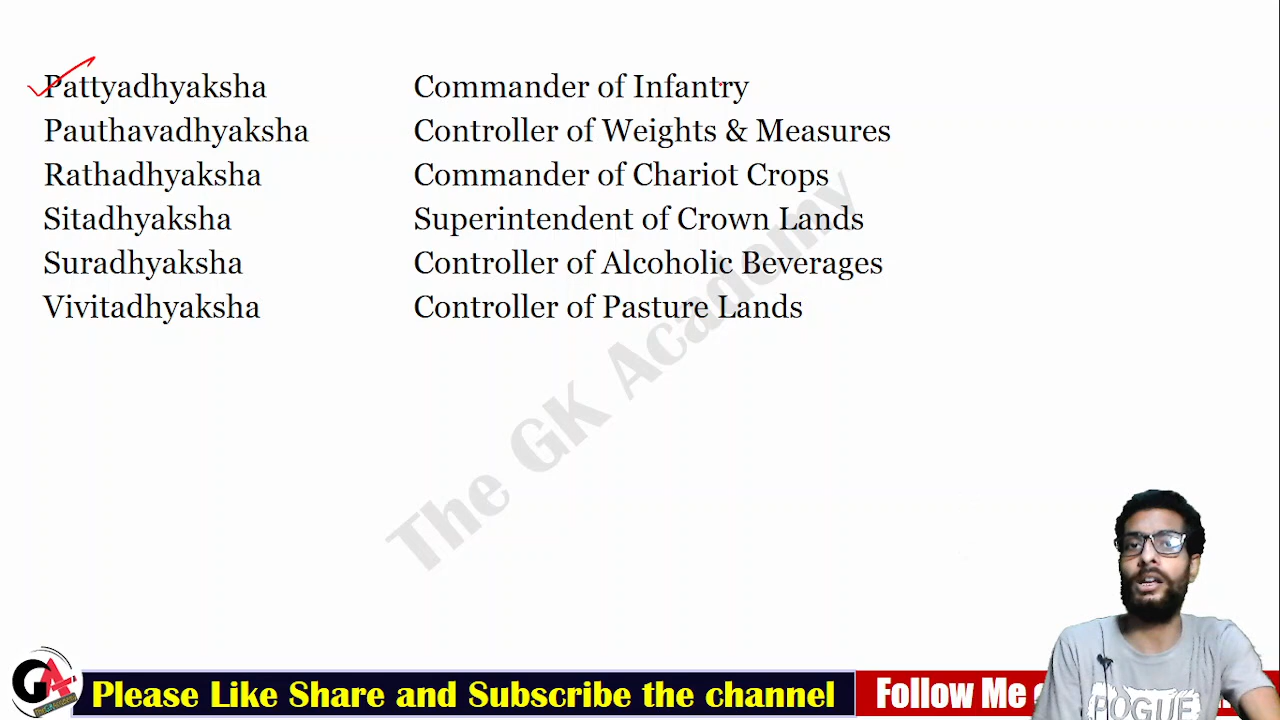 Pattyadhyaksha Commander of Infantry
Pauthavadhyaksha Controller of Weights & Measures
Rathadhyaksha Commander of Chariot Crops
Sitadhyaksha Superintendent of Crown Lands
Suradhyaksha Controller of Alcoholic Beverages
Vivitadhyaksha Controller of Pasture Lands
The GK Academy
GA
Please Like Share and Subscribe the channel
Follow Me
POGUE